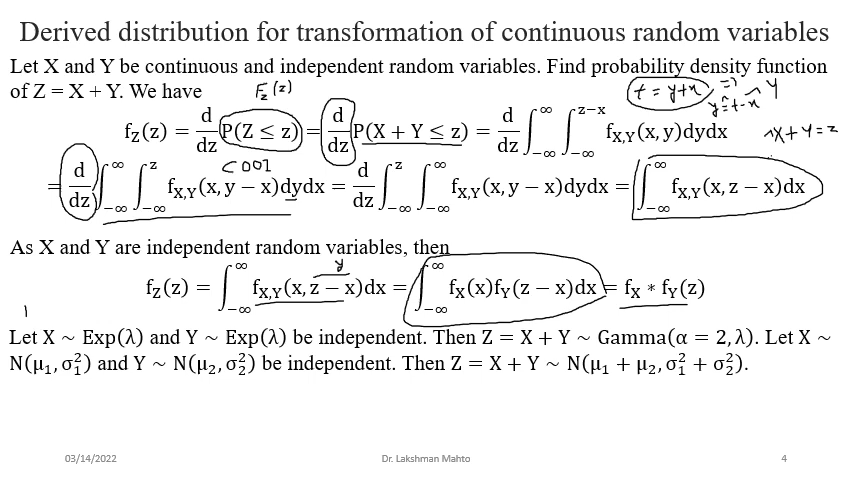 Derived distribution for transformation of continuous random variables
Let X and Y be continuous and independent random variables. Find probability density function
of Z = X + Y. We have
F_Z(z)
t = y+x, =>
y = t-x
Y
f_Z(z) = d/dz P(Z ≤ z) = d/dz P(X + Y ≤ z) = d/dz ∫_{−∞}^{∞} ∫_{−∞}^{z−x} f_{X,Y}(x, y)dydx
X+Y=z
= d/dz ∫_{−∞}^{∞} ∫_{−∞}^{z} f_{X,Y}(x, y − x)dydx = d/dz ∫_{−∞}^{z} ∫_{−∞}^{∞} f_{X,Y}(x, y − x)dydx = ∫_{−∞}^{∞} f_{X,Y}(x, z − x)dx
As X and Y are independent random variables, then
y
f_Z(z) = ∫_{−∞}^{∞} f_{X,Y}(x, z − x)dx = ∫_{−∞}^{∞} f_X(x)f_Y(z − x)dx = f_X ∗ f_Y(z)
Let X ~ Exp(λ) and Y ~ Exp(λ) be independent. Then Z = X + Y ~ Gamma(α = 2, λ). Let X ~
N(μ₁, σ₁²) and Y ~ N(μ₂, σ₂²) be independent. Then Z = X + Y ~ N(μ₁ + μ₂, σ₁² + σ₂²).
03/14/2022
Dr. Lakshman Mahto
4